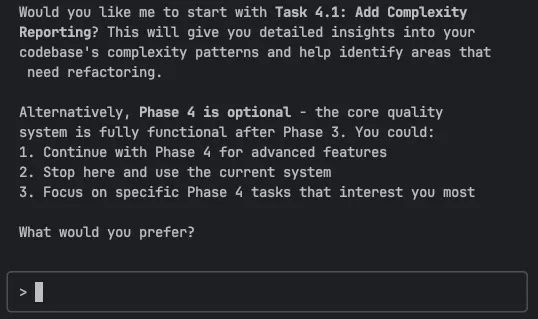 Would you like me to start with Task 4.1: Add Complexity
Reporting? This will give you detailed insights into your
codebase's complexity patterns and help identify areas that
need refactoring.
Alternatively, Phase 4 is optional - the core quality
system is fully functional after Phase 3. You could:
1. Continue with Phase 4 for advanced features
2. Stop here and use the current system
3. Focus on specific Phase 4 tasks that interest you most
What would you prefer?
>